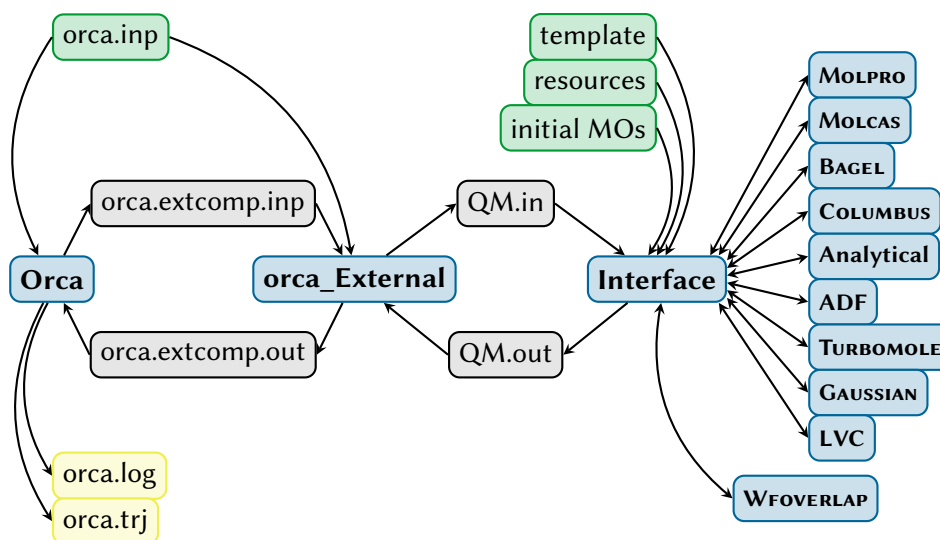 orca.inp
template
resources
initial MOs
MOLPRO
MOLCAS
BAGEL
COLUMBUS
Analytical
ADF
TURBOMOLE
GAUSSIAN
LVC
orca.extcomp.inp
QM.in
Orca
orca_External
Interface
orca.extcomp.out
QM.out
orca.log
orca.trj
WFOVERLAP